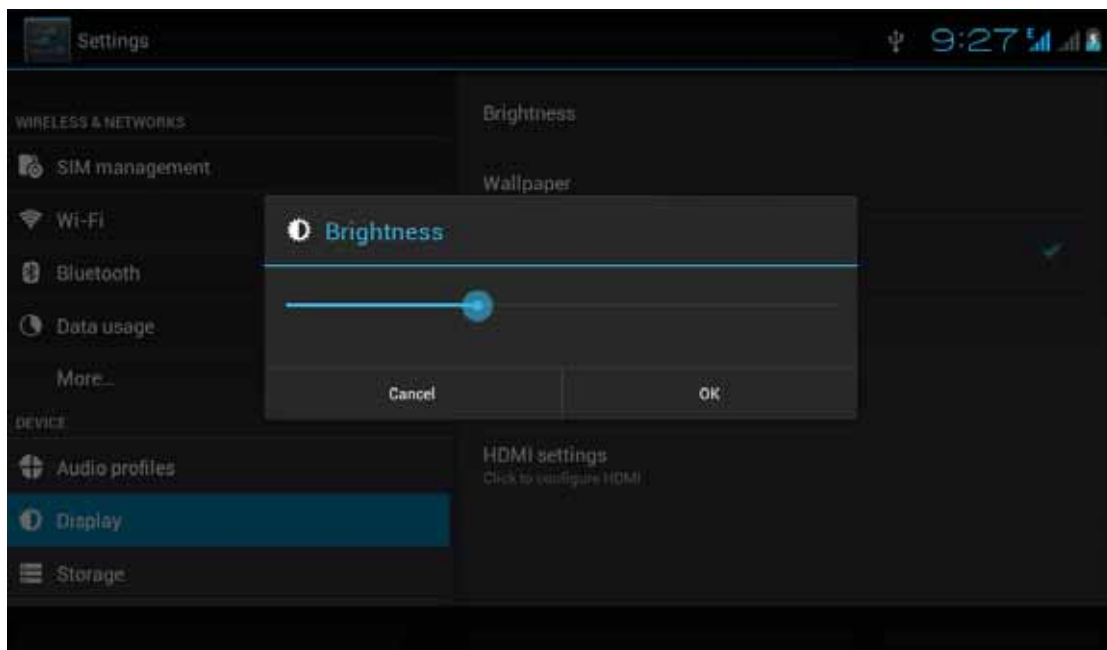 Settings
9:27
E
WIRELESS & NETWORKS
SIM management
Wi-Fi
Bluetooth
Data usage
More...
DEVICE
Audio profiles
Display
Storage
Brightness
Wallpaper
HDMI settings
Click to configure HDMI
Brightness
Cancel
OK